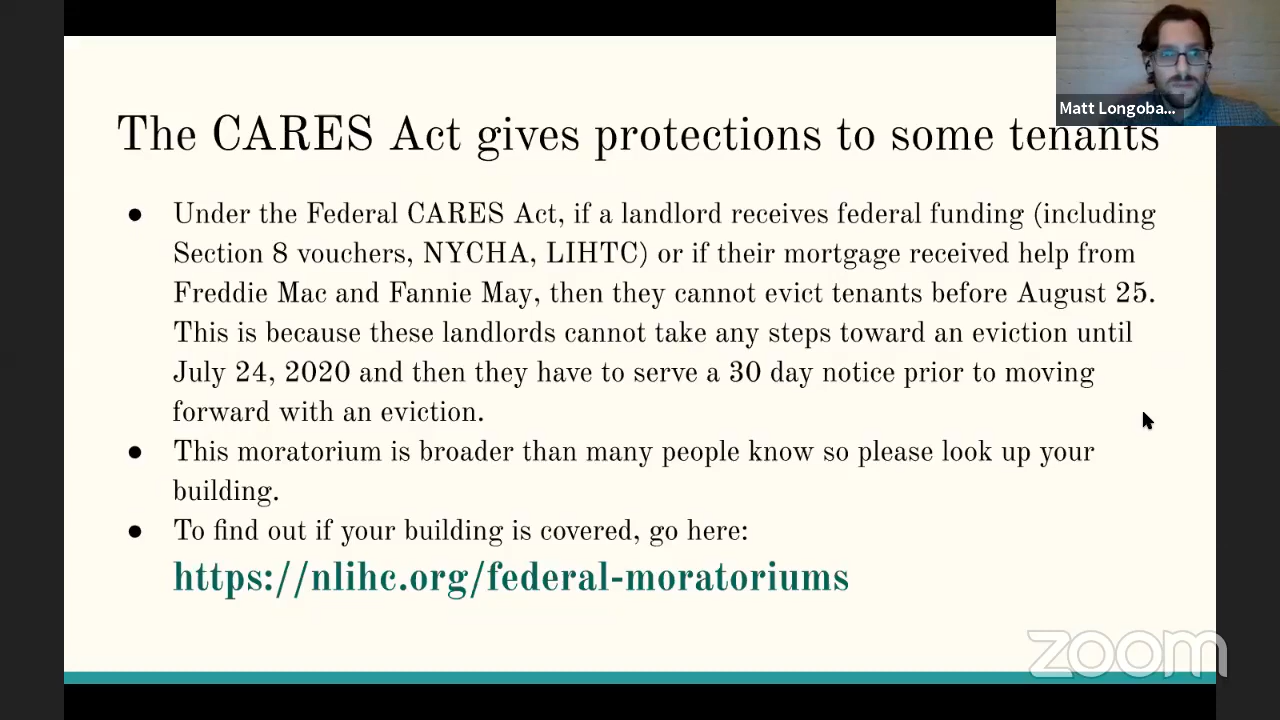 Matt Longoba...
The CARES Act gives protections to some tenants
● Under the Federal CARES Act, if a landlord receives federal funding (including
Section 8 vouchers, NYCHA, LIHTC) or if their mortgage received help from
Freddie Mac and Fannie May, then they cannot evict tenants before August 25.
This is because these landlords cannot take any steps toward an eviction until
July 24, 2020 and then they have to serve a 30 day notice prior to moving
forward with an eviction.
● This moratorium is broader than many people know so please look up your
building.
● To find out if your building is covered, go here:
https://nlihc.org/federal-moratoriums
zoom